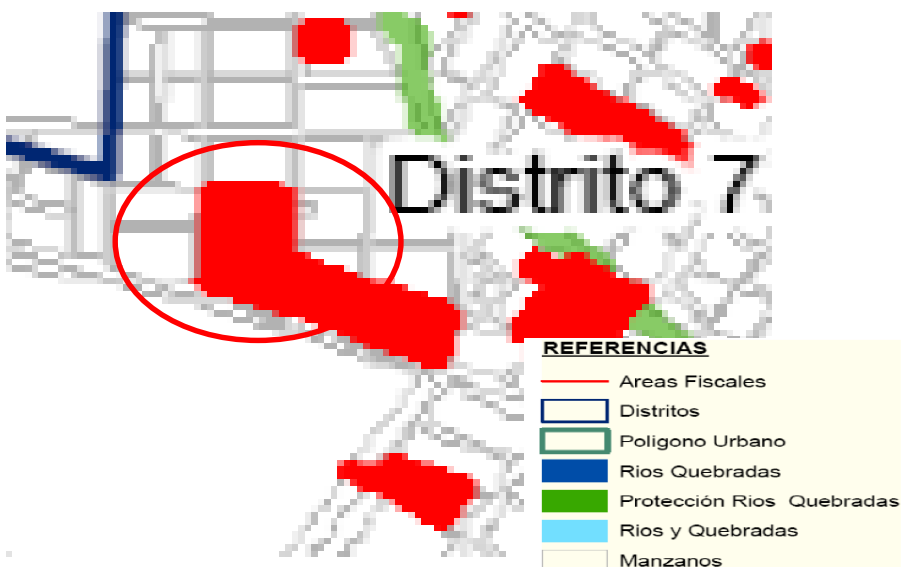 Distrito 7
REFERENCIAS
Areas Fiscales
Distritos
Poligono Urbano
Rios Quebradas
Protección Rios Quebradas
Rios y Quebradas
Manzanos